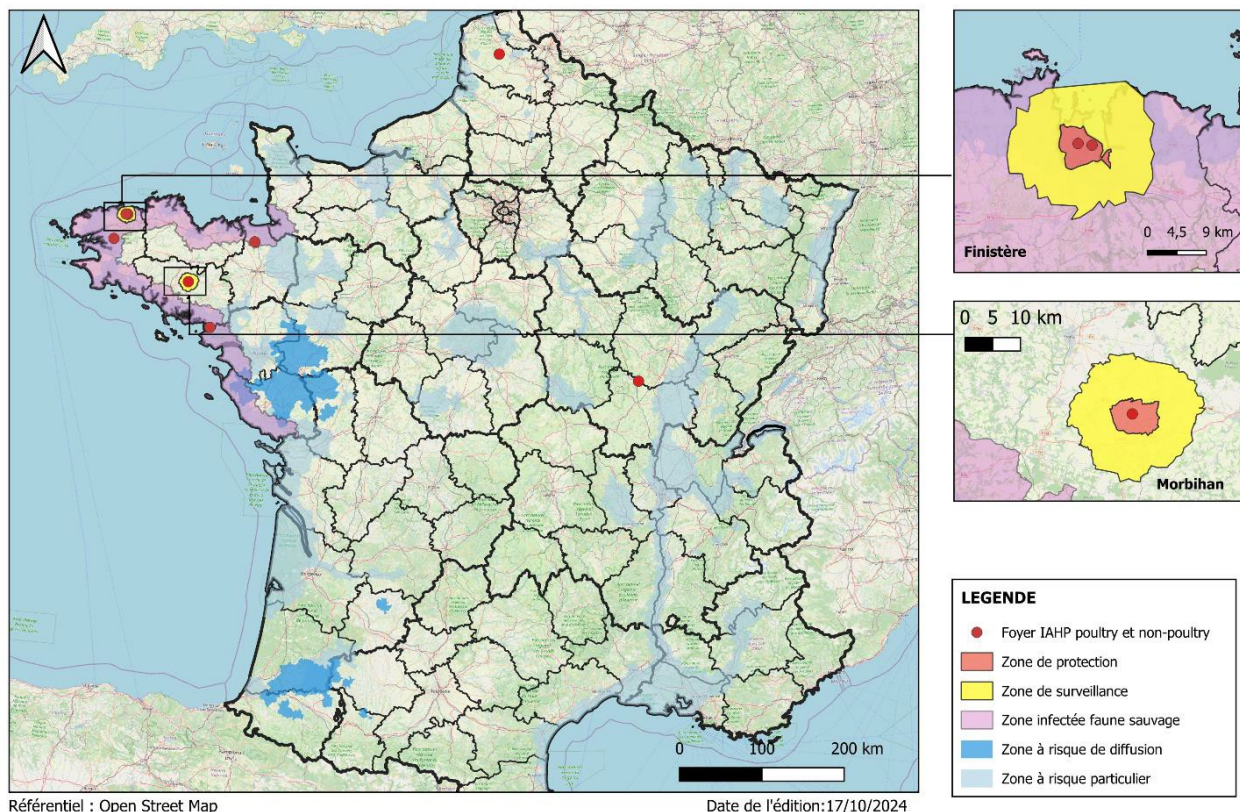 0 100 200 km
Référentiel : Open Street Map
Date de l'édition:17/10/2024
Finistère
0 4,5 9 km
0 5 10 km
Morbihan
LEGENDE
Foyer IAHP poultry et non-poultry
Zone de protection
Zone de surveillance
Zone infectée faune sauvage
Zone à risque de diffusion
Zone à risque particulier